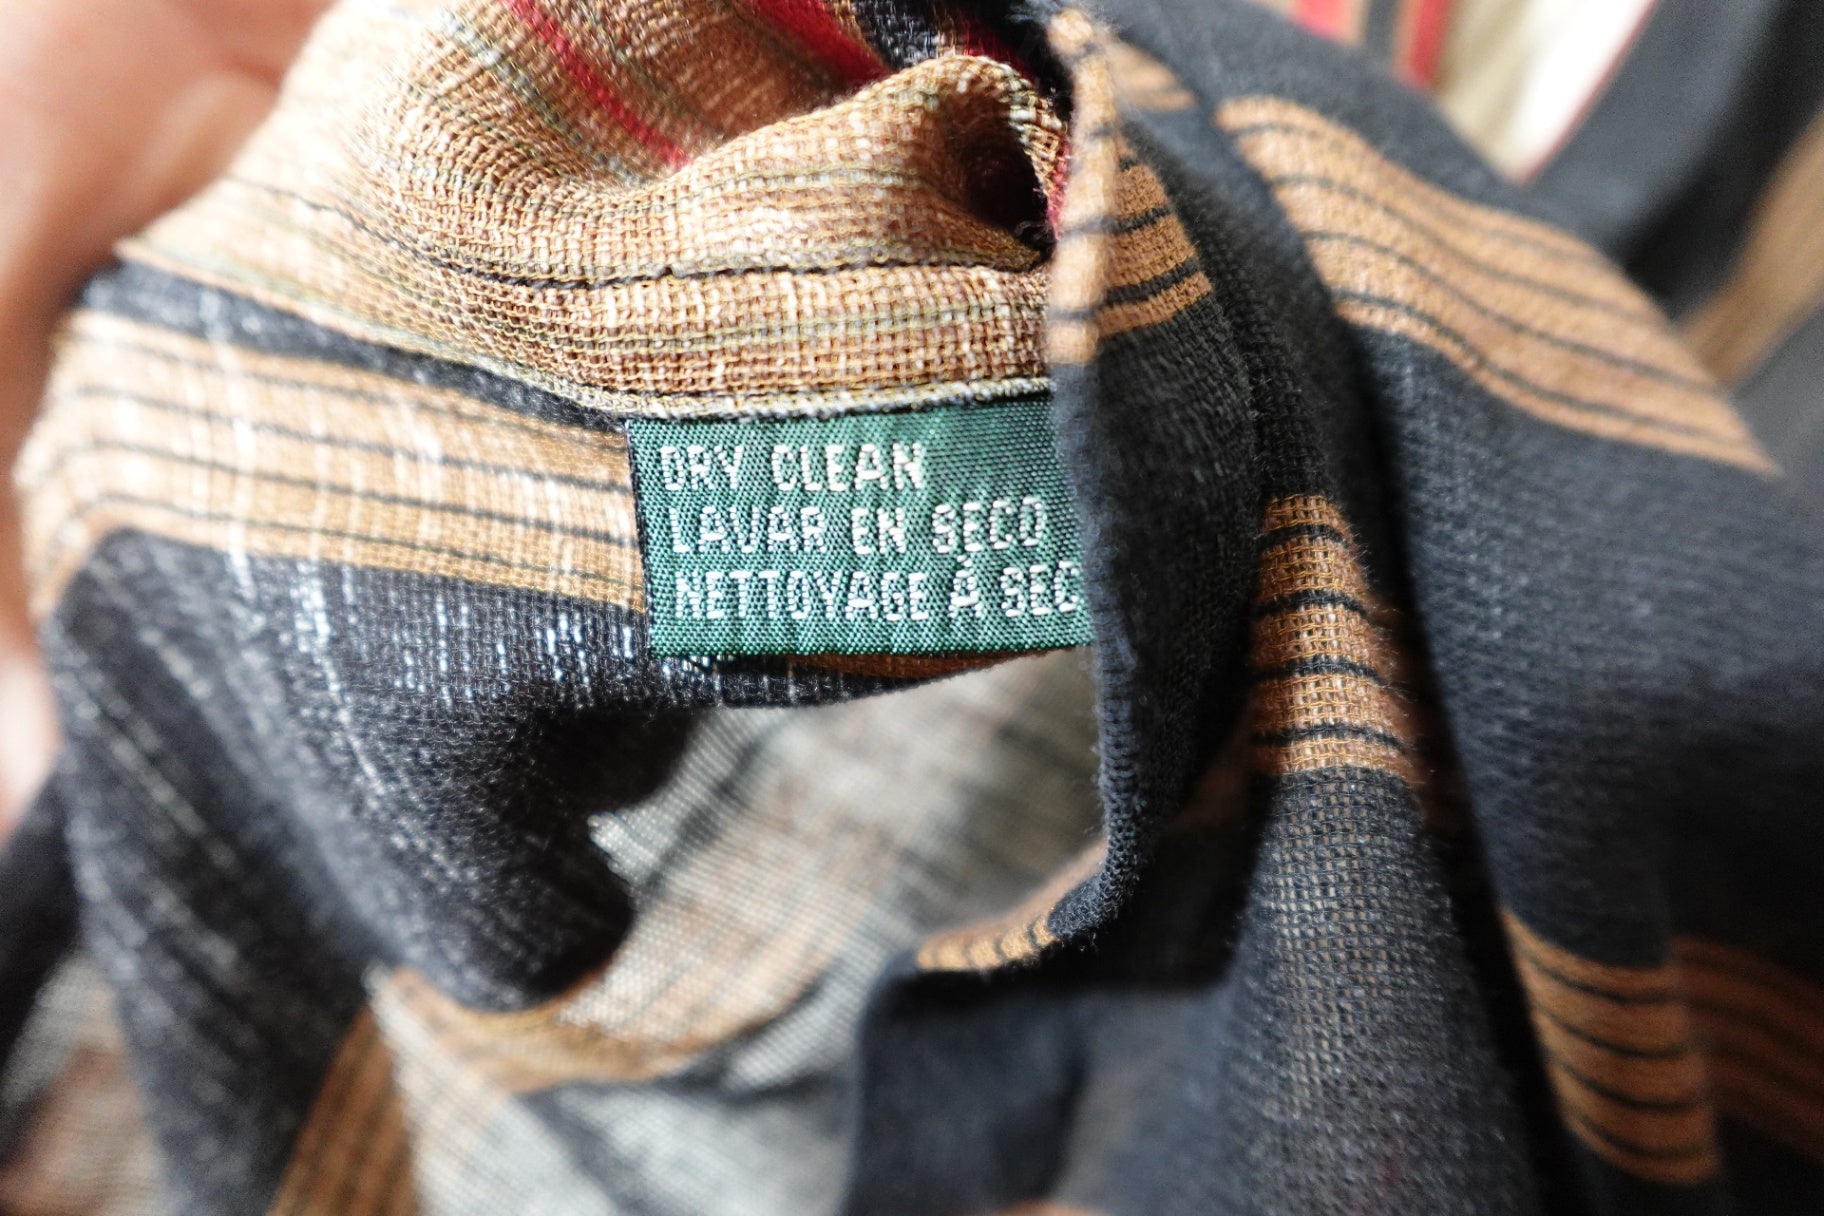 DRY CLEAN
LAVAR EN SECO
NETTOYAGE À SEC